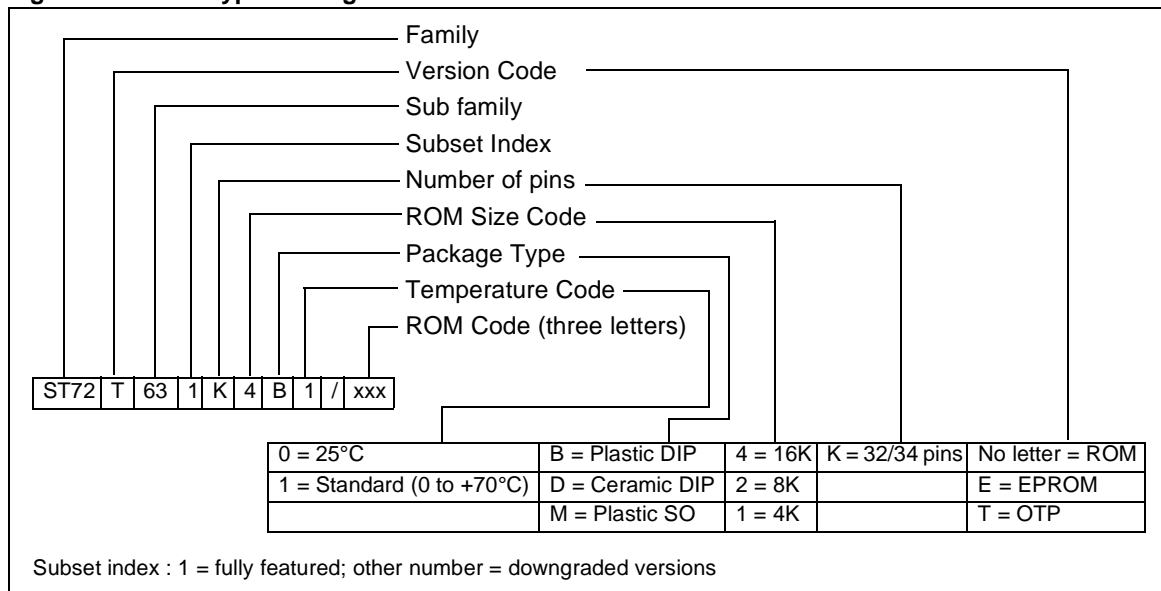 Family
Version Code
Sub family
Subset Index
Number of pins
ROM Size Code
Package Type
Temperature Code
ROM Code (three letters)
ST72 T 63 1 K 4 B 1 / xxx
0 = 25°C B = Plastic DIP 4 = 16K K = 32/34 pins No letter = ROM
1 = Standard (0 to +70°C) D = Ceramic DIP 2 = 8K E = EPROM
M = Plastic SO 1 = 4K T = OTP
Subset index : 1 = fully featured; other number = downgraded versions